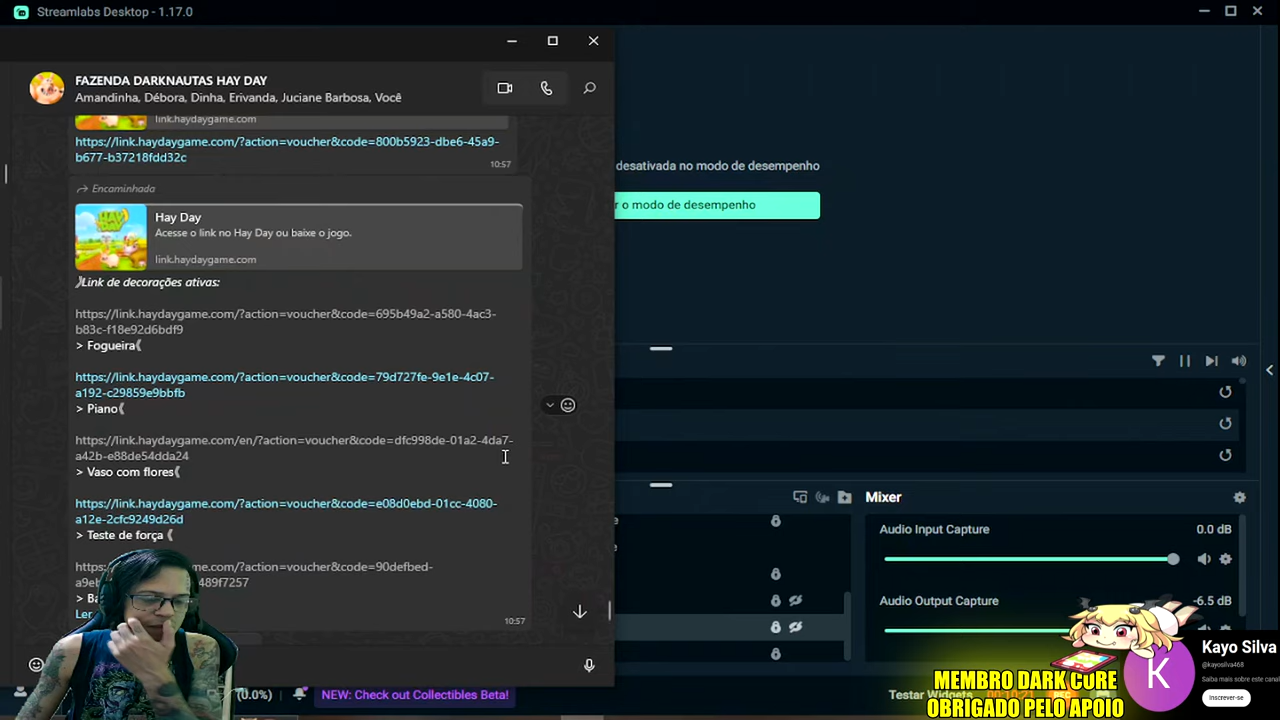 Streamlabs Desktop - 1.17.0
FAZENDA DARKNAUTAS HAY DAY
Amandinha, Débora, Dinha, Erivanda, Juciane Barbosa, Você
link.haydaygame.com
https://link.haydaygame.com/?action=voucher&code=800b5923-dbe6-45a9-
b677-b37218fdd32c
10:57
Encaminhada
Hay Day
Acesse o link no Hay Day ou baixe o jogo.
link.haydaygame.com
》Link de decorações ativas:
https://link.haydaygame.com/?action=voucher&code=695b49a2-a580-4ac3-
b83c-f18e92d6bdf9
> Fogueira《
https://link.haydaygame.com/?action=voucher&code=79d727fe-9e1e-4c07-
a192-c29859e9bbfb
> Piano《
https://link.haydaygame.com/en/?action=voucher&code=dfc998de-01a2-4da7-
a42b-e88de54dda24
> Vaso com flores《
https://link.haydaygame.com/?action=voucher&code=e08d0ebd-01cc-4080-
a12e-2cfc9249d26d
> Teste de força《
.com/?action=voucher&code=90defbed-
489f7257
10:57
desativada no modo de desempenho
r o modo de desempenho
Mixer
Audio Input Capture
0.0 dB
Audio Output Capture
-6.5 dB
(0.0%)
NEW: Check out Collectibles Beta!
Testar Widgets
MEMBRO DARK CORE
OBRIGADO PELO APOIO
K
Kayo Silva
@kayosilva468
Saiba mais sobre este canal
Inscrever-se